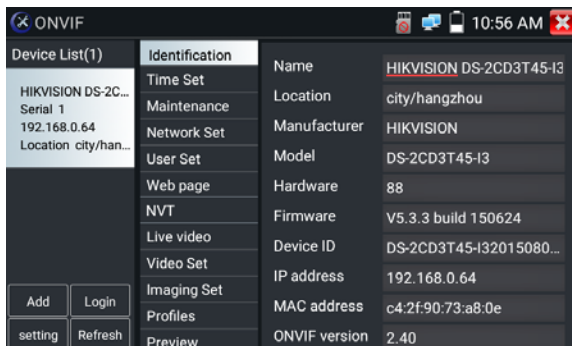 ONVIF
10:56 AM
Device List(1)
HIKVISION DS-2C...
Serial 1
192.168.0.64
Location city/han...
Add
Login
setting
Refresh
Identification
Time Set
Maintenance
Network Set
User Set
Web page
NVT
Live video
Video Set
Imaging Set
Profiles
Preview
Name HIKVISION DS-2CD3T45-I3
Location city/hangzhou
Manufacturer HIKVISION
Model DS-2CD3T45-I3
Hardware 88
Firmware V5.3.3 build 150624
Device ID DS-2CD3T45-I32015080...
IP address 192.168.0.64
MAC address c4:2f:90:73:a8:0e
ONVIF version 2.40